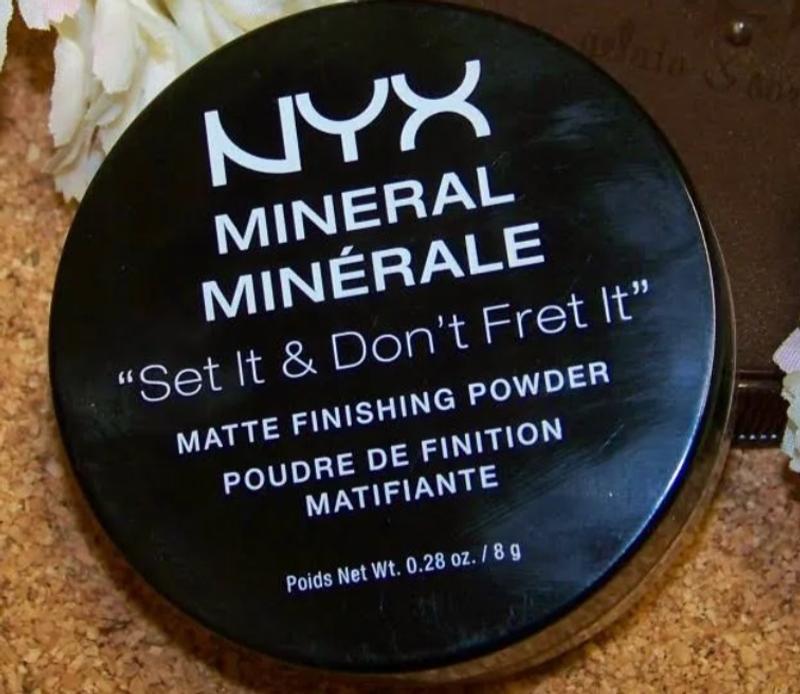 NYX
MINERAL
MINÉRALE
“Set It & Don’t Fret It”
MATTE FINISHING POWDER
POUDRE DE FINITION
MATIFIANTE
Poids Net Wt. 0.28 oz. / 8 g